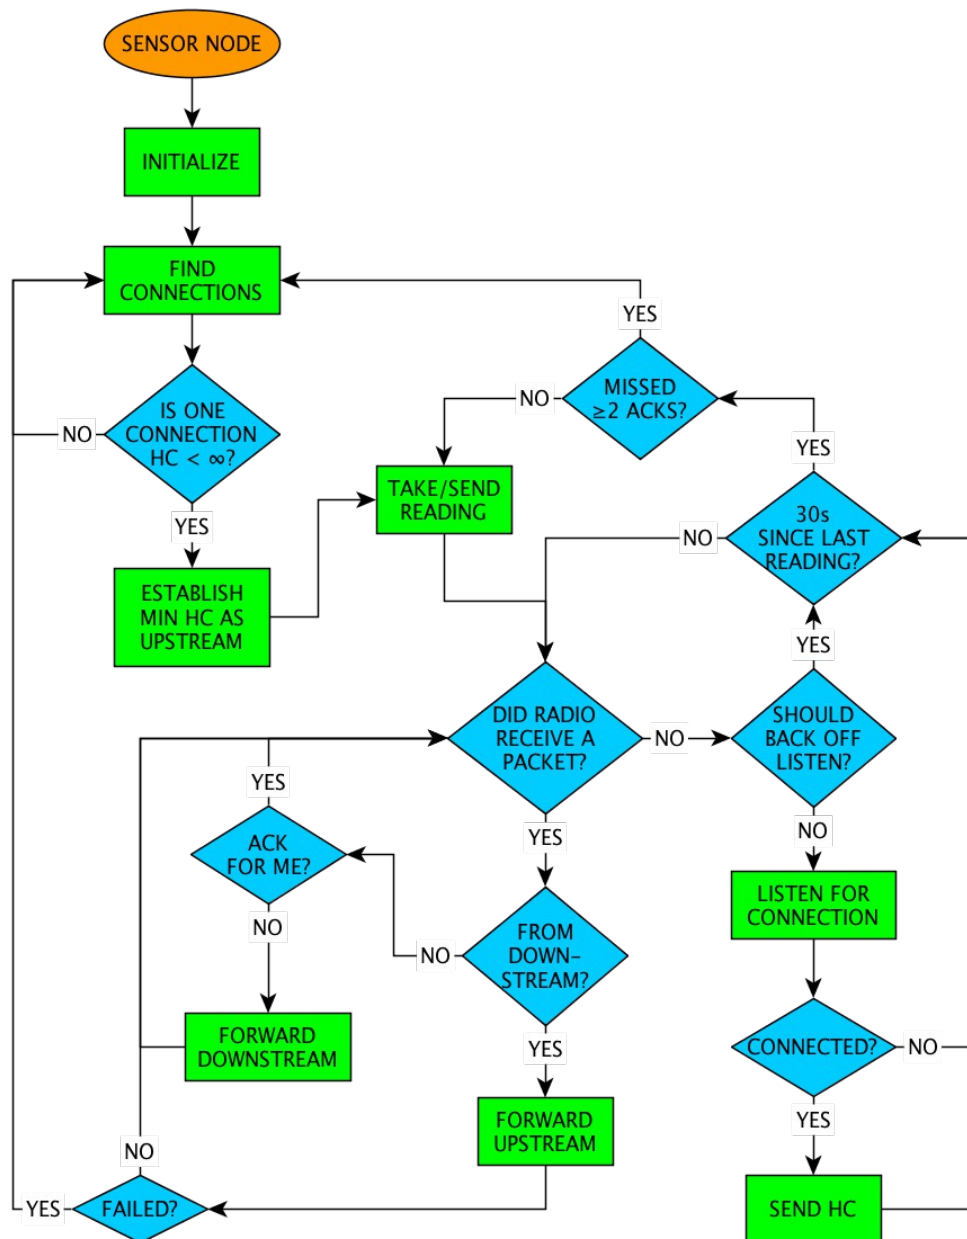 SENSOR NODE
INITIALIZE
FIND
CONNECTIONS
YES
MISSED
≥2 ACKS?
NO
IS ONE
CONNECTION
HC < ∞?
NO
YES
YES
TAKE/SEND
READING
30s
SINCE LAST
READING?
NO
ESTABLISH
MIN HC AS
UPSTREAM
YES
DID RADIO
RECEIVE A
PACKET?
NO
SHOULD
BACK OFF
LISTEN?
YES
YES
NO
ACK
FOR ME?
LISTEN FOR
CONNECTION
NO
FROM
DOWN-
STREAM?
NO
FORWARD
DOWNSTREAM
YES
CONNECTED?
NO
FORWARD
UPSTREAM
YES
NO
YES
FAILED?
SEND HC